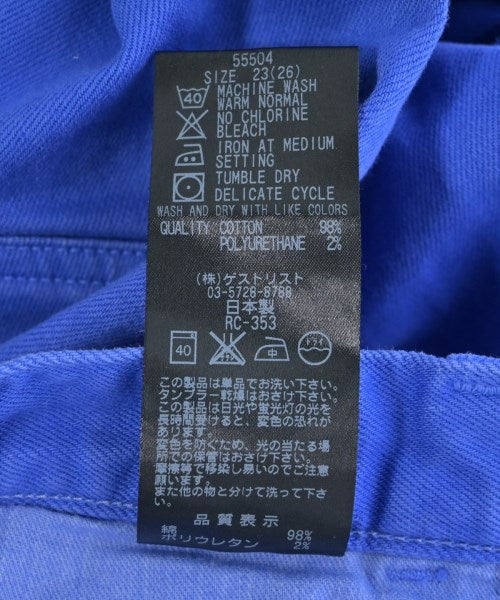 55504
SIZE 23(26)
40
MACHINE WASH
WARM NORMAL
NO CHLORINE
BLEACH
IRON AT MEDIUM
SETTING
TUMBLE DRY
DELICATE CYCLE
WASH AND DRY WITH LIKE COLORS
QUALITY COTTON 98%
POLYURETHANE 2%
(株)ゲストリスト
03-5728-8788
日本製
RC-353
40 中 ドライ
この製品は単品でお洗い下さい。
タンブラー乾燥はお避け下さい。
この製品は日光や蛍光灯の光を
長時間受けると、変色の恐れが
あります。
変色を防ぐため、光の当たる場
所での保管はおさけ下さい。
摩擦等で移染し易いのでご注意
願います。
また他の物と分けて洗って下さ
い。
品質表示
綿 98%
ポリウレタン 2%